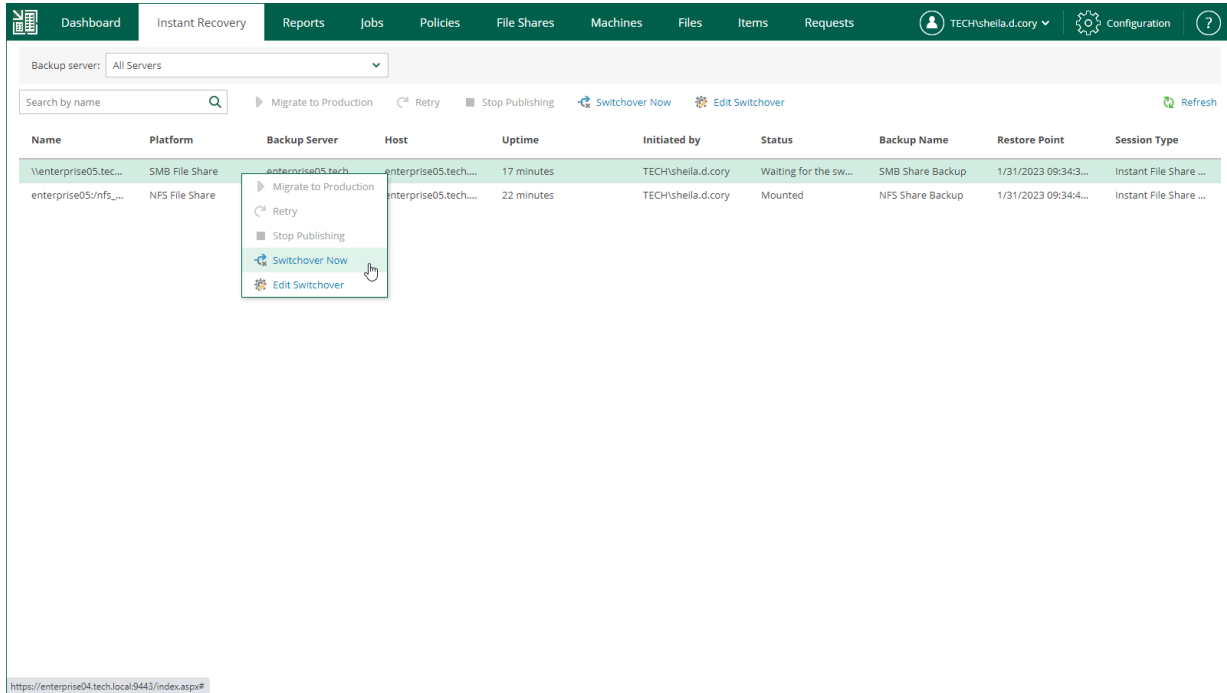 Dashboard Instant Recovery Reports Jobs Policies File Shares Machines Files Items Requests TECH\sheila.d.cory Configuration ?
Backup server: All Servers
Search by name Migrate to Production Retry Stop Publishing Switchover Now Edit Switchover Refresh
Name Platform Backup Server Host Uptime Initiated by Status Backup Name Restore Point Session Type
\\enterprise05.tec... SMB File Share enterprise05.tech.... enterprise05.tech.... 17 minutes TECH\sheila.d.cory Waiting for the sw... SMB Share Backup 1/31/2023 09:34:3... Instant File Share ...
enterprise05:/nfs_... NFS File Share enterprise05.tech.... 22 minutes TECH\sheila.d.cory Mounted NFS Share Backup 1/31/2023 09:34:4... Instant File Share ...
Migrate to Production
Retry
Stop Publishing
Switchover Now
Edit Switchover
https://enterprise04.tech.local:9443/index.aspx#